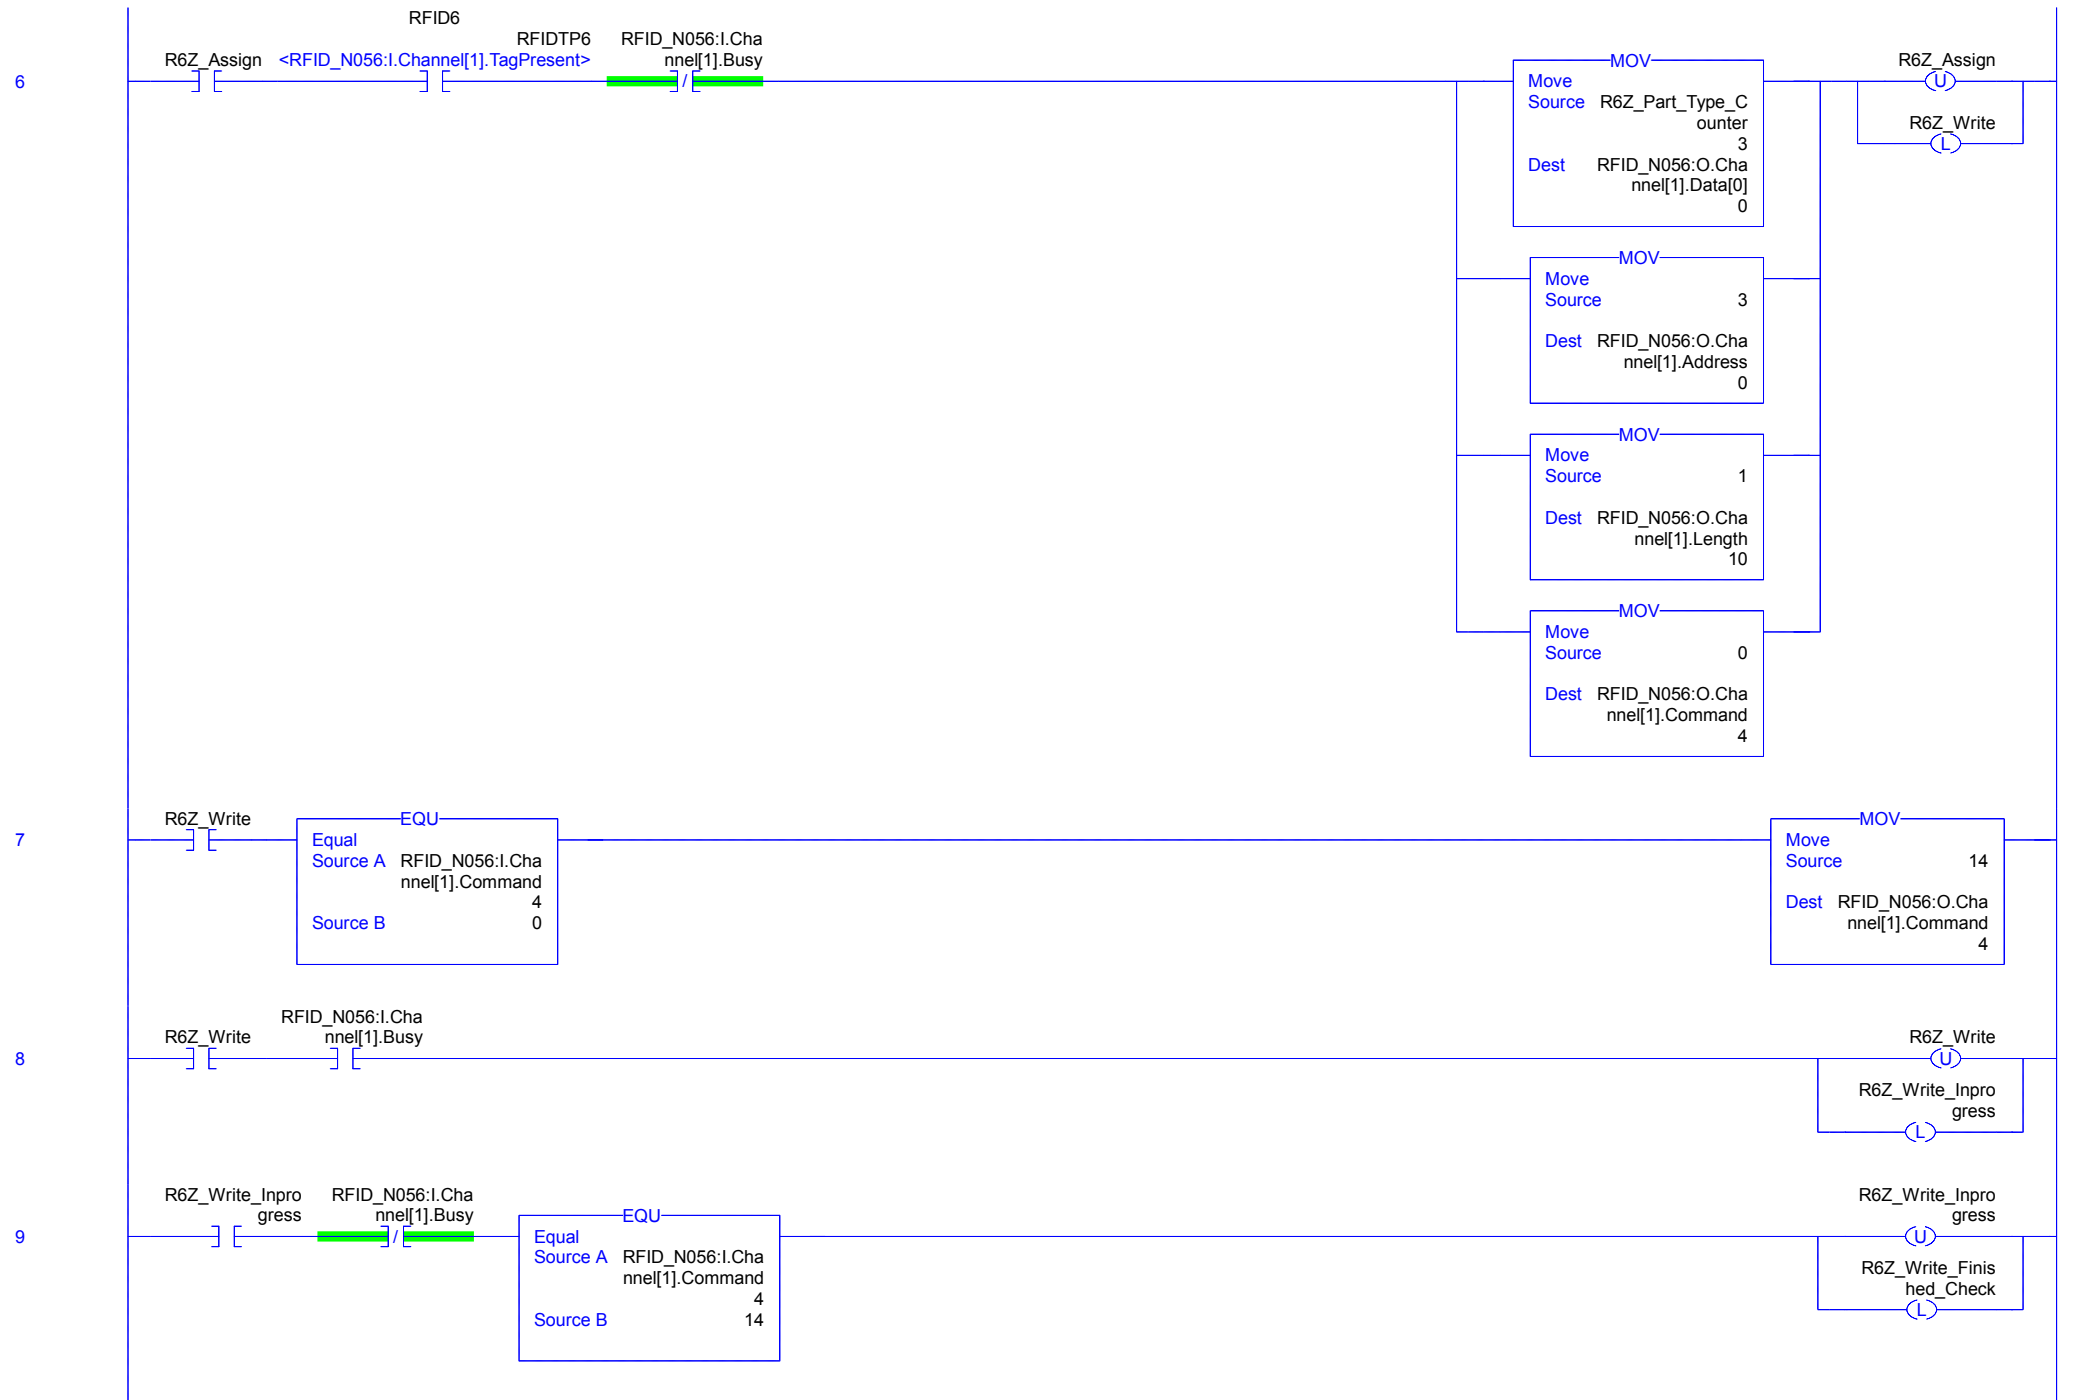 RFID6
RFIDTP6
RFID_N056:I.Cha
R6Z_Assign
<RFID_N056:I.Channel[1].TagPresent>
nnel[1].Busy
6
/
MOV
Move
Source R6Z_Part_Type_C
ounter
3
Dest RFID_N056:O.Cha
nnel[1].Data[0]
0
R6Z_Assign
U
R6Z_Write
L
MOV
Move
Source 3
Dest RFID_N056:O.Cha
nnel[1].Address
0
MOV
Move
Source 1
Dest RFID_N056:O.Cha
nnel[1].Length
10
MOV
Move
Source 0
Dest RFID_N056:O.Cha
nnel[1].Command
4
7
R6Z_Write
EQU
Equal
Source A RFID_N056:I.Cha
nnel[1].Command
4
Source B 0
MOV
Move
Source 14
Dest RFID_N056:O.Cha
nnel[1].Command
4
8
R6Z_Write
RFID_N056:I.Cha
nnel[1].Busy
R6Z_Write
U
R6Z_Write_Inpro
gress
L
9
R6Z_Write_Inpro
gress
RFID_N056:I.Cha
nnel[1].Busy
/
EQU
Equal
Source A RFID_N056:I.Cha
nnel[1].Command
4
Source B 14
R6Z_Write_Inpro
gress
U
R6Z_Write_Finis
hed_Check
L